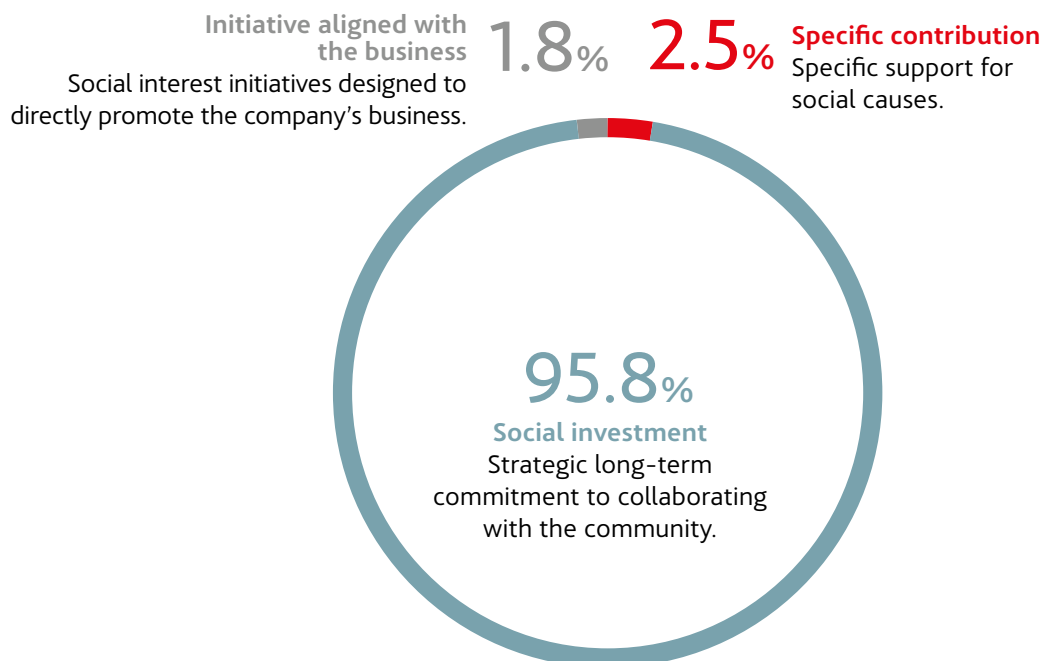 Initiative aligned with
the business
Social interest initiatives designed to
directly promote the company's business.
1.8%
2.5%
Specific contribution
Specific support for
social causes.
95.8%
Social investment
Strategic long-term
commitment to collaborating
with the community.